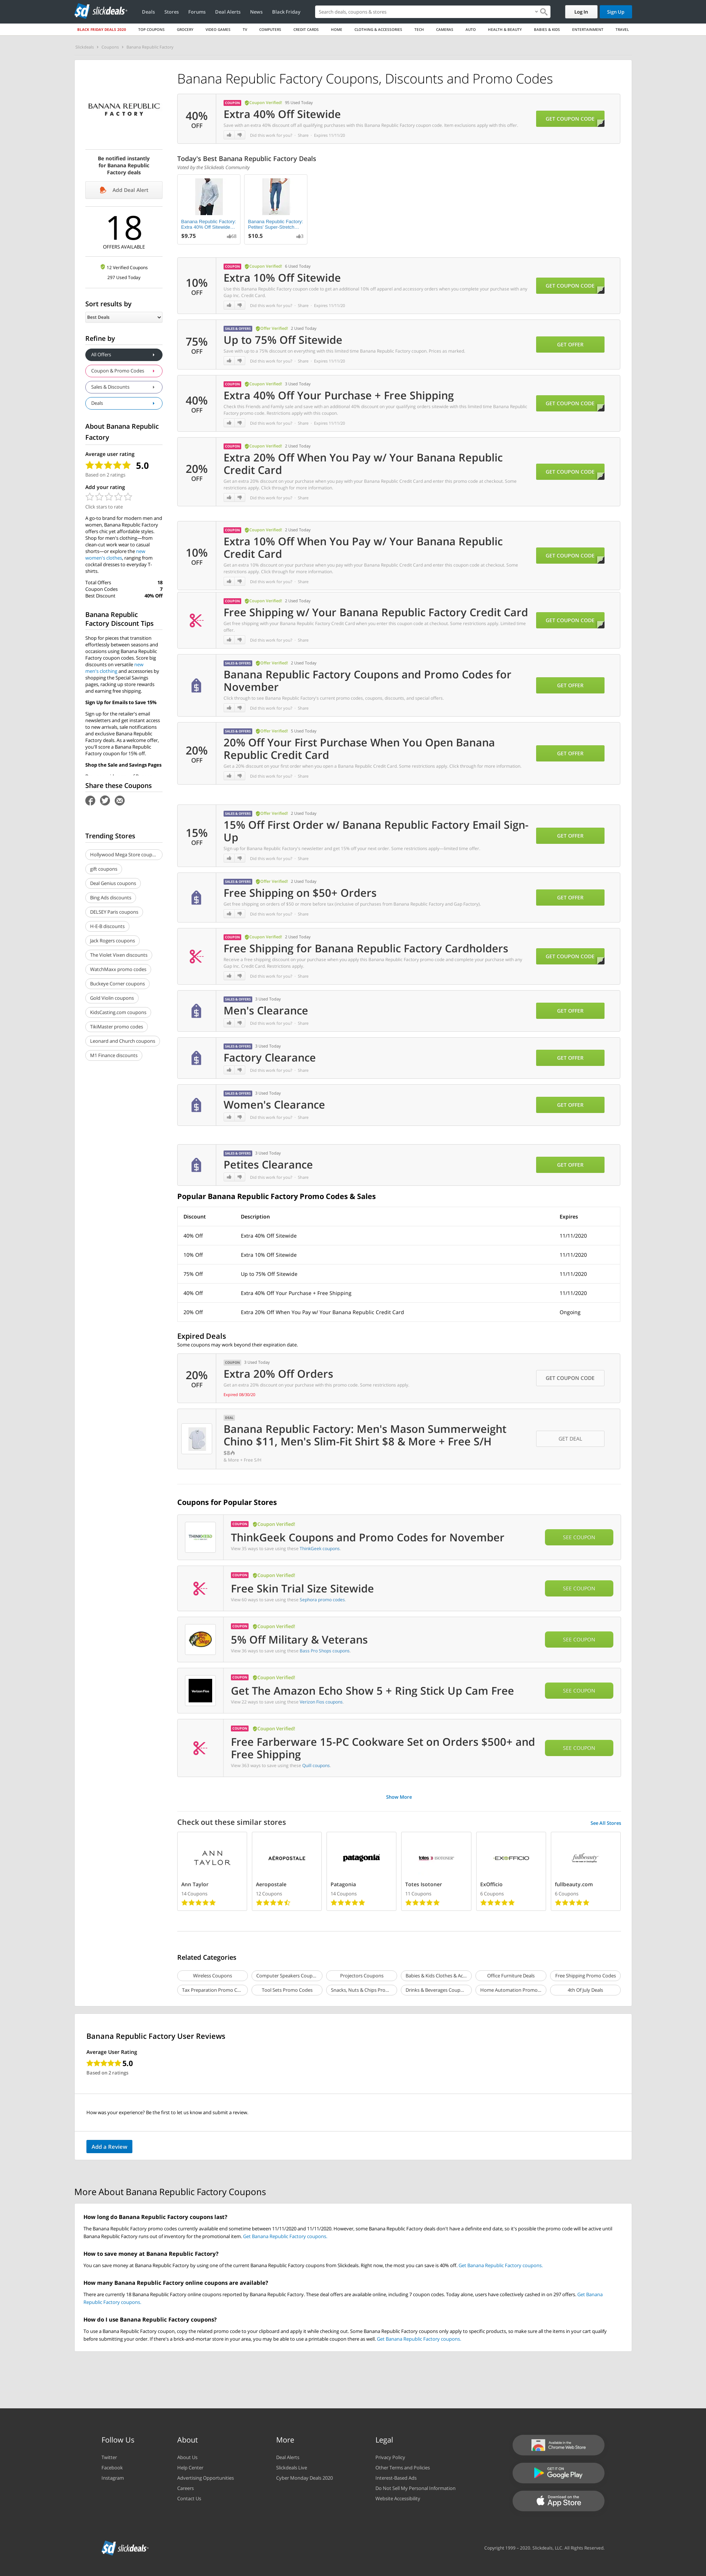 slickdeals
Deals Stores Forums Deal Alerts News Black Friday
Search deals, coupons & stores
Log In
Sign Up
BLACK FRIDAY DEALS 2020 TOP COUPONS GROCERY VIDEO GAMES TV COMPUTERS CREDIT CARDS HOME CLOTHING & ACCESSORIES TECH CAMERAS AUTO HEALTH & BEAUTY BABIES & KIDS ENTERTAINMENT TRAVEL
Slickdeals > Coupons > Banana Republic Factory
BANANA REPUBLIC
FACTORY
Be notified instantly
for Banana Republic
Factory deals
Add Deal Alert
18
OFFERS AVAILABLE
12 Verified Coupons
297 Used Today
Sort results by
Best Deals
Refine by
All Offers
Coupon & Promo Codes
Sales & Discounts
Deals
About Banana Republic
Factory
Average user rating
5.0
Based on 2 ratings
Add your rating
Click stars to rate
A go-to brand for modern men and
women, Banana Republic Factory
offers chic yet affordable styles.
Shop for men's clothing—from
clean-cut work wear to casual
shorts—or explore the new
women's clothes, ranging from
cocktail dresses to everyday T-
shirts.
Total Offers 18
Coupon Codes 7
Best Discount 40% Off
Banana Republic
Factory Discount Tips
Shop for pieces that transition
effortlessly between seasons and
occasions using Banana Republic
Factory coupon codes. Score big
discounts on versatile new
men's clothing and accessories by
shopping the Special Savings
pages, racking up store rewards
and earning free shipping.
Sign Up for Emails to Save 15%
Sign up for the retailer's email
newsletters and get instant access
to new arrivals, sale notifications
and exclusive Banana Republic
Factory deals. As a welcome offer,
you'll score a Banana Republic
Factory coupon for 15% off.
Shop the Sale and Savings Pages
Share these Coupons
Trending Stores
Hollywood Mega Store coup...
gift coupons
Deal Genius coupons
Bing Ads discounts
DELSEY Paris coupons
H-E-B discounts
Jack Rogers coupons
The Violet Vixen discounts
WatchMaxx promo codes
Buckeye Corner coupons
Gold Violin coupons
KidsCasting.com coupons
TikiMaster promo codes
Leonard and Church coupons
M1 Finance discounts
Banana Republic Factory Coupons, Discounts and Promo Codes
40%
OFF
COUPON Coupon Verified! 99 Used Today
Extra 40% Off Sitewide
Save with an extra 40% discount off all qualifying purchases with this Banana Republic Factory coupon code. Item exclusions apply with this offer.
Did this work for you? · Share · Expires 11/11/20
GET COUPON CODE
Today's Best Banana Republic Factory Deals
Voted by the Slickdeals Community
Banana Republic Factory:
Extra 40% Off Sitewide...
$9.75
Banana Republic Factory:
Petites' Super-Stretch...
$10.5
10%
OFF
COUPON Coupon Verified! 6 Used Today
Extra 10% Off Sitewide
Use this Banana Republic Factory coupon code to get an additional 10% off apparel and accessory orders when you complete your purchase with any
Gap Inc. Credit Card.
Did this work for you? · Share · Expires 11/11/20
GET COUPON CODE
75%
OFF
SALES & OFFERS Offer Verified! 2 Used Today
Up to 75% Off Sitewide
Save with up to a 75% discount on everything with this limited time Banana Republic Factory coupon. Prices as marked.
Did this work for you? · Share · Expires 11/11/20
GET OFFER
40%
OFF
COUPON Coupon Verified! 3 Used Today
Extra 40% Off Your Purchase + Free Shipping
Check this Friends and Family sale and save with an additional 40% discount on your qualifying orders sitewide with this limited time Banana Republic
Factory promo code. Restrictions apply with this coupon.
Did this work for you? · Share · Expires 11/11/20
GET COUPON CODE
20%
OFF
COUPON Coupon Verified! 2 Used Today
Extra 20% Off When You Pay w/ Your Banana Republic
Credit Card
Get an extra 20% discount on your purchase when you pay with your Banana Republic Credit Card and enter this promo code at checkout. Some
restrictions apply. Click through for more information.
Did this work for you? · Share
GET COUPON CODE
10%
OFF
COUPON Coupon Verified! 2 Used Today
Extra 10% Off When You Pay w/ Your Banana Republic
Credit Card
Get an extra 10% discount on your purchase when you pay with your Banana Republic Credit Card and enter this coupon code at checkout. Some
restrictions apply. Click through for more information.
Did this work for you? · Share
GET COUPON CODE
COUPON Coupon Verified! 2 Used Today
Free Shipping w/ Your Banana Republic Factory Credit Card
Get free shipping with your Banana Republic Factory Credit Card when you enter this coupon code at checkout. Some restrictions apply. Limited time
offer.
Did this work for you? · Share
GET COUPON CODE
SALES & OFFERS Offer Verified! 2 Used Today
Banana Republic Factory Coupons and Promo Codes for
November
Click through to see Banana Republic Factory's current promo codes, coupons, discounts, and special offers.
Did this work for you? · Share
GET OFFER
20%
OFF
SALES & OFFERS Offer Verified! 5 Used Today
20% Off Your First Purchase When You Open Banana
Republic Credit Card
Get a 20% discount on your first order when you open a Banana Republic Credit Card. Some restrictions apply. Click through for more information.
Did this work for you? · Share
GET OFFER
15%
OFF
SALES & OFFERS Offer Verified! 2 Used Today
15% Off First Order w/ Banana Republic Factory Email Sign-
Up
Sign up for Banana Republic Factory's newsletter and get 15% off your next order. Some restrictions apply—limited time offer.
Did this work for you? · Share
GET OFFER
SALES & OFFERS Offer Verified! 2 Used Today
Free Shipping on $50+ Orders
Get free shipping on orders of $50 or more before tax (inclusive of purchases from Banana Republic Factory and Gap Factory).
Did this work for you? · Share
GET OFFER
COUPON Coupon Verified! 2 Used Today
Free Shipping for Banana Republic Factory Cardholders
Receive a free shipping discount on your purchase when you apply this Banana Republic Factory promo code and complete your purchase with any
Gap Inc. Credit Card. Restrictions apply.
Did this work for you? · Share
GET COUPON CODE
SALES & OFFERS 3 Used Today
Men's Clearance
Did this work for you? · Share
GET OFFER
SALES & OFFERS 3 Used Today
Factory Clearance
Did this work for you? · Share
GET OFFER
SALES & OFFERS 3 Used Today
Women's Clearance
Did this work for you? · Share
GET OFFER
SALES & OFFERS 3 Used Today
Petites Clearance
Did this work for you? · Share
GET OFFER
Popular Banana Republic Factory Promo Codes & Sales
Discount Description Expires
40% Off Extra 40% Off Sitewide 11/11/2020
10% Off Extra 10% Off Sitewide 11/11/2020
75% Off Up to 75% Off Sitewide 11/11/2020
40% Off Extra 40% Off Your Purchase + Free Shipping 11/11/2020
20% Off Extra 20% Off When You Pay w/ Your Banana Republic Credit Card Ongoing
Expired Deals
Some coupons may work beyond their expiration date.
20%
OFF
COUPON 3 Used Today
Extra 20% Off Orders
Get an extra 20% discount on your purchase with this promo code. Some restrictions apply.
Expired 08/30/20
GET COUPON CODE
DEAL
Banana Republic Factory: Men's Mason Summerweight
Chino $11, Men's Slim-Fit Shirt $8 & More + Free S/H
& More + Free S/H
GET DEAL
Coupons for Popular Stores
THINKGEEK
COUPON Coupon Verified!
ThinkGeek Coupons and Promo Codes for November
View 33 ways to save using these ThinkGeek coupons.
SEE COUPON
COUPON Coupon Verified!
Free Skin Trial Size Sitewide
View 60 ways to save using these Sephora promo codes.
SEE COUPON
Bass Pro Shops
COUPON Coupon Verified!
5% Off Military & Veterans
View 36 ways to save using these Bass Pro Shops coupons.
SEE COUPON
Verizon Fios
COUPON Coupon Verified!
Get The Amazon Echo Show 5 + Ring Stick Up Cam Free
View 22 ways to save using these Verizon Fios coupons.
SEE COUPON
COUPON Coupon Verified!
Free Farberware 15-PC Cookware Set on Orders $500+ and
Free Shipping
View 363 ways to save using these Quill coupons.
SEE COUPON
Show More
Check out these similar stores
See All Stores
ANN
TAYLOR
Ann Taylor
14 Coupons
AÉROPOSTALE
Aeropostale
12 Coupons
patagonia
Patagonia
14 Coupons
totes ISOTONER
Totes Isotoner
11 Coupons
EXOFFICIO
ExOfficio
6 Coupons
fullbeauty
fullbeauty.com
6 Coupons
Related Categories
Wireless Coupons
Computer Speakers Coup...
Projectors Coupons
Babies & Kids Clothes & Ac...
Office Furniture Deals
Free Shipping Promo Codes
Tax Preparation Promo C...
Tool Sets Promo Codes
Snacks, Nuts & Chips Pro...
Drinks & Beverages Coup...
Home Automation Promo...
4th Of July Deals
Banana Republic Factory User Reviews
Average User Rating
5.0
Based on 2 ratings
How was your experience? Be the first to let us know and submit a review.
Add a Review
More About Banana Republic Factory Coupons
How long do Banana Republic Factory coupons last?
The Banana Republic Factory promo codes currently available end sometime between 11/11/2020 and 11/11/2020. However, some Banana Republic Factory deals don't have a definite end date, so it's possible the promo code will be active until
Banana Republic Factory runs out of inventory for the promotional item. Get Banana Republic Factory coupons.
How to save money at Banana Republic Factory?
You can save money at Banana Republic Factory by using one of the current Banana Republic Factory coupons from Slickdeals. Right now, the most you can save is 40% off. Get Banana Republic Factory coupons.
How many Banana Republic Factory online coupons are available?
There are currently 18 Banana Republic Factory online coupons reported by Banana Republic Factory. These deal offers are available online, including 7 coupon codes. Today alone, users have collectively cashed in on 297 offers. Get Banana
Republic Factory coupons.
How do I use Banana Republic Factory coupons?
To use a Banana Republic Factory coupon, copy the related promo code to your clipboard and apply it while checking out. Some Banana Republic Factory coupons only apply to specific products, so make sure all the items in your cart qualify
before submitting your order. If there's a brick-and-mortar store in your area, you may be able to use a printable coupon there as well. Get Banana Republic Factory coupons.
Follow Us
Twitter
Facebook
Instagram
About
About Us
Help Center
Advertising Opportunities
Careers
Contact Us
More
Deal Alerts
Slickdeals Live
Cyber Monday Deals 2020
Legal
Privacy Policy
Other Terms and Policies
Interest-Based Ads
Do Not Sell My Personal Information
Website Accessibility
Available in the
Chrome Web Store
GET IT ON
Google Play
Download on the
App Store
slickdeals
Copyright 1999 – 2020. Slickdeals, LLC. All Rights Reserved.